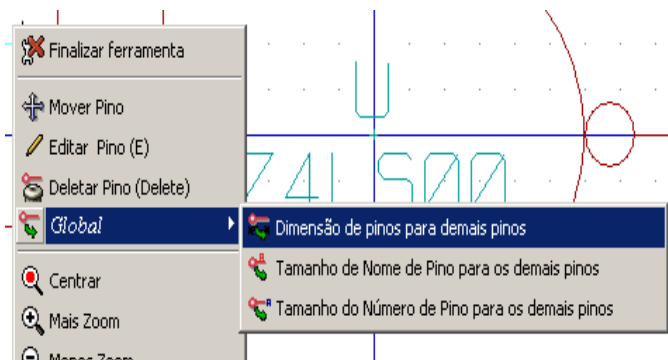 Finalizar ferramenta
U
Mover Pino
Editar Pino (E)
74LS00
Deletar Pino (Delete)
Global
Dimensão de pinos para demais pinos
Centrar
Tamanho de Nome de Pino para os demais pinos
Mais Zoom
Tamanho do Número de Pino para os demais pinos
Menos Zoom